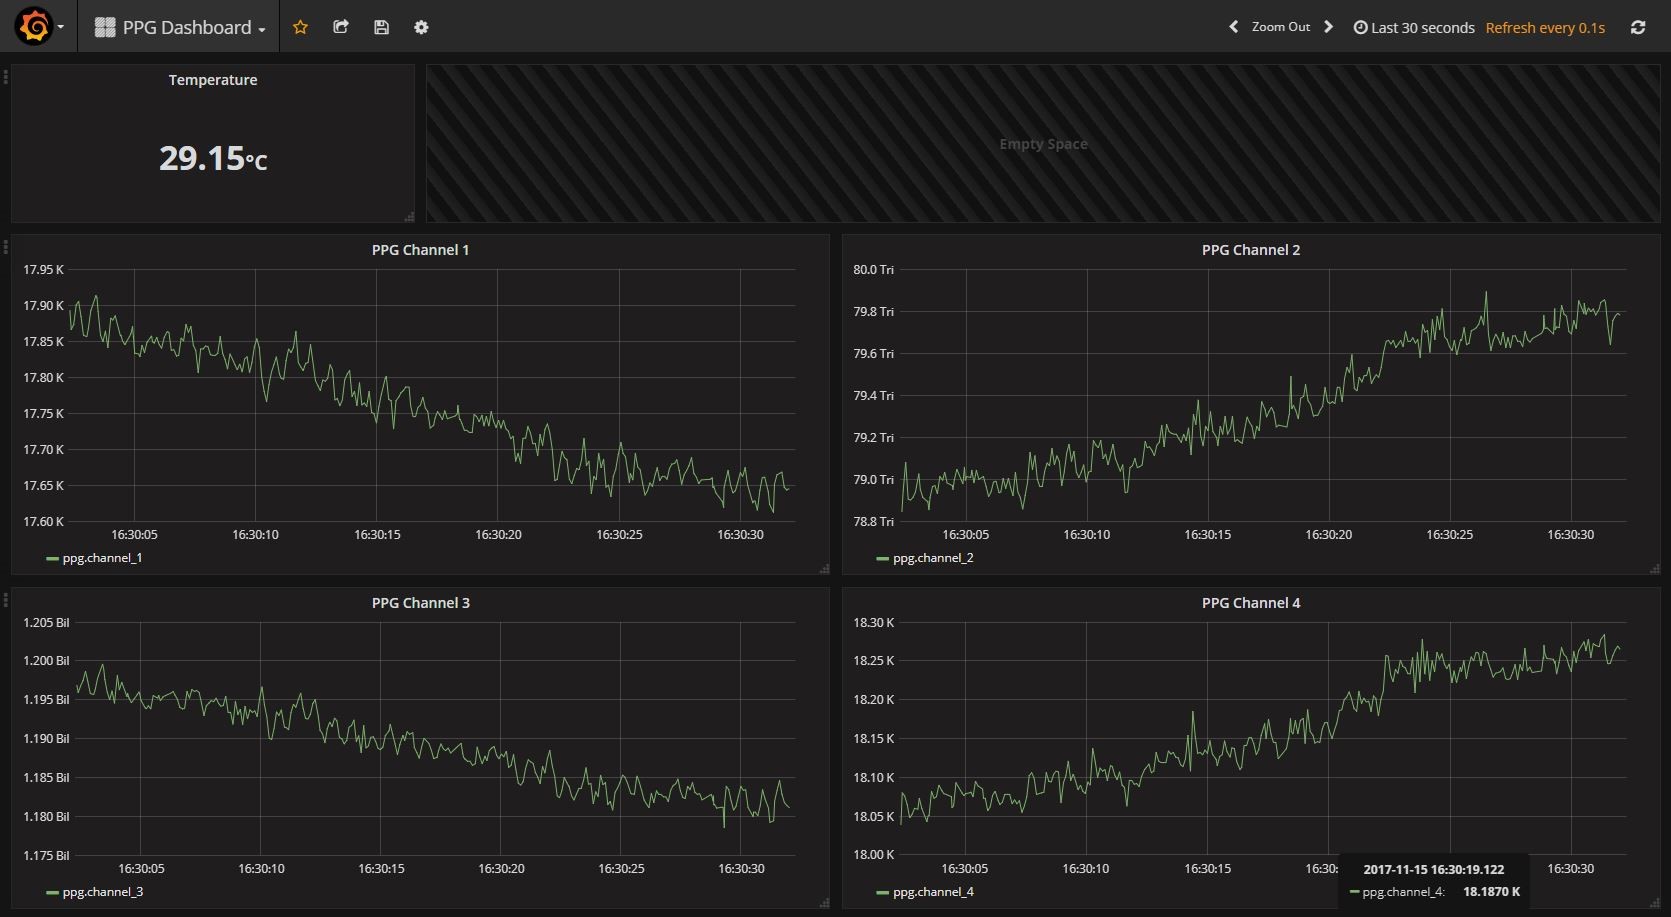 PPG Dashboard
Zoom Out
Last 30 seconds
Refresh every 0.1s
Temperature
29.15°C
Empty Space
PPG Channel 1
17.95 K
17.90 K
17.85 K
17.80 K
17.75 K
17.70 K
17.65 K
17.60 K
16:30:05 16:30:10 16:30:15 16:30:20 16:30:25 16:30:30
ppg.channel_1
PPG Channel 2
80.0 Tri
79.8 Tri
79.6 Tri
79.4 Tri
79.2 Tri
79.0 Tri
78.8 Tri
16:30:05 16:30:10 16:30:15 16:30:20 16:30:25 16:30:30
ppg.channel_2
PPG Channel 3
1.205 Bil
1.200 Bil
1.195 Bil
1.190 Bil
1.185 Bil
1.180 Bil
1.175 Bil
16:30:05 16:30:10 16:30:15 16:30:20 16:30:25 16:30:30
ppg.channel_3
PPG Channel 4
18.30 K
18.25 K
18.20 K
18.15 K
18.10 K
18.05 K
18.00 K
16:30:05 16:30:10 16:30:15 16:30: 16:30:30
ppg.channel_4
2017-11-15 16:30:19.122
ppg.channel_4: 18.1870 K